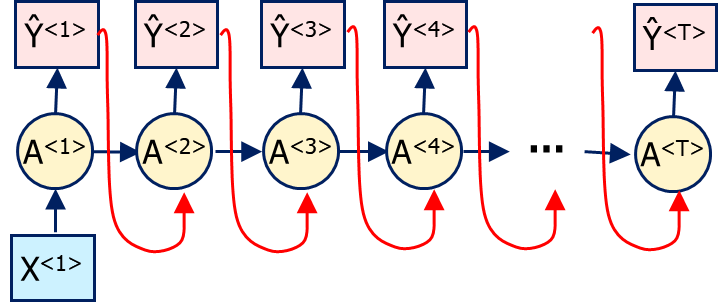 Ŷ<1> Ŷ<2> Ŷ<3> Ŷ<4> Ŷ<T>
A<1> A<2> A<3> A<4> ... A<T>
X<1>